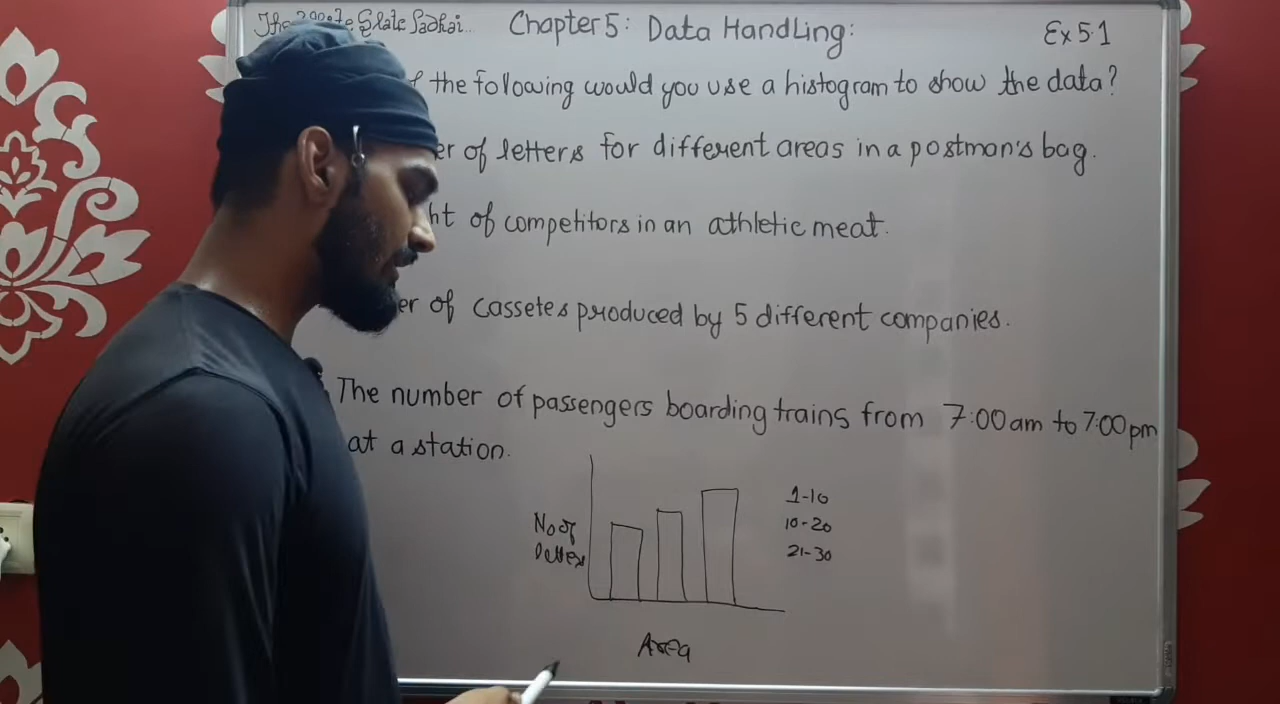 Slate Padhai.. Chapter 5: Data Handling: Ex 5.1
the folowing would you use a histogram to show the data?
er of letters for different areas in a postman's bag.
ht of competitors in an athletic meat.
er of cassetes produced by 5 different companies.
The number of passengers boarding trains from 7:00 am to 7:00 pm
at a station.
No of
letters
1-10
10-20
21-30
Area